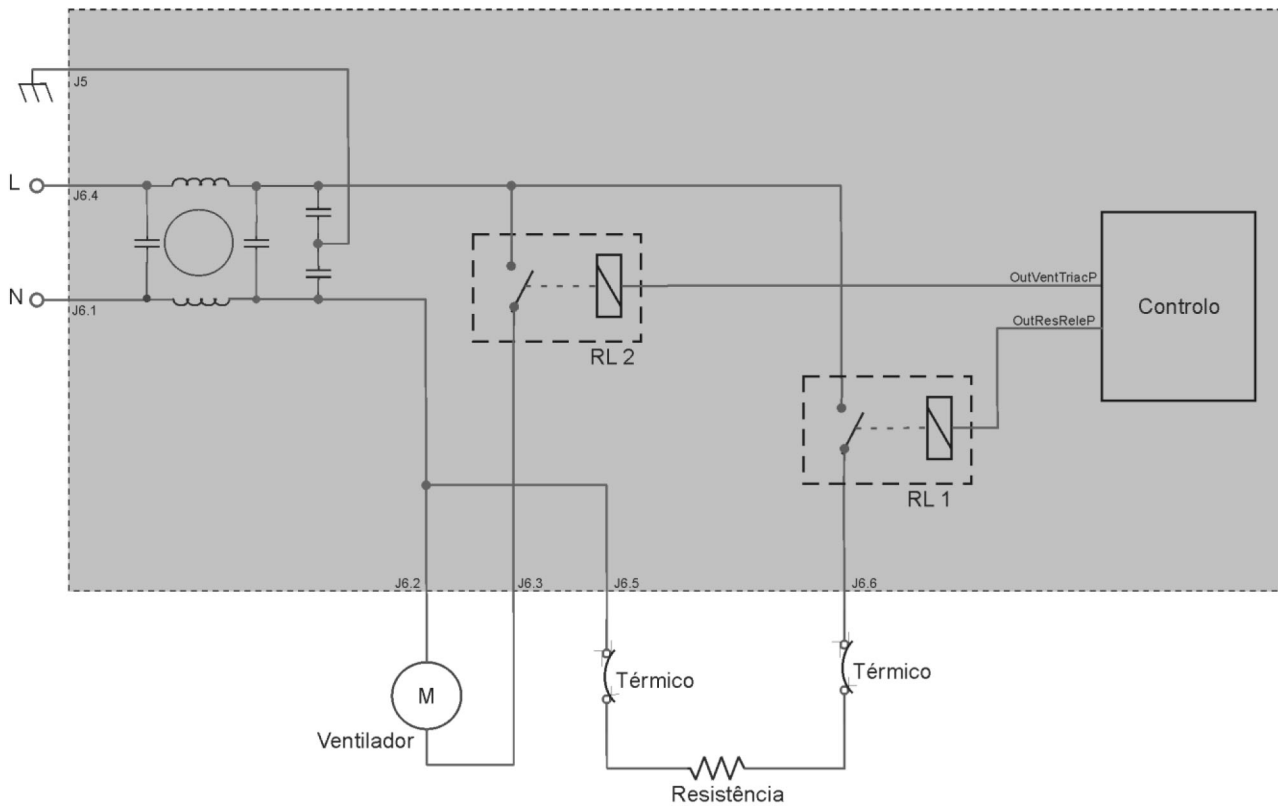 J5
L
J6.4
N
J6.1
OutVentTriacP
OutResReleP
Controlo
RL 2
RL 1
J6.2
J6.3
J6.5
J6.6
Térmico
Térmico
M
Ventilador
Resistência